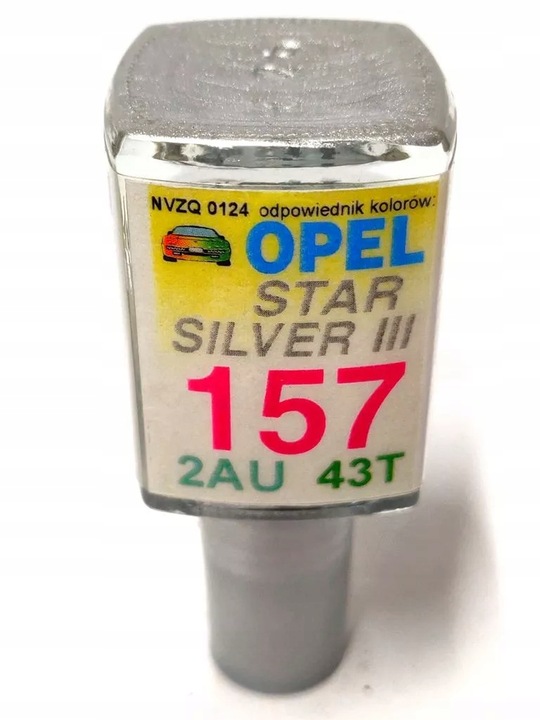 NVZQ 0124 odpowiednik kolorów:
OPEL
STAR
SILVER III
157
2AU 43T